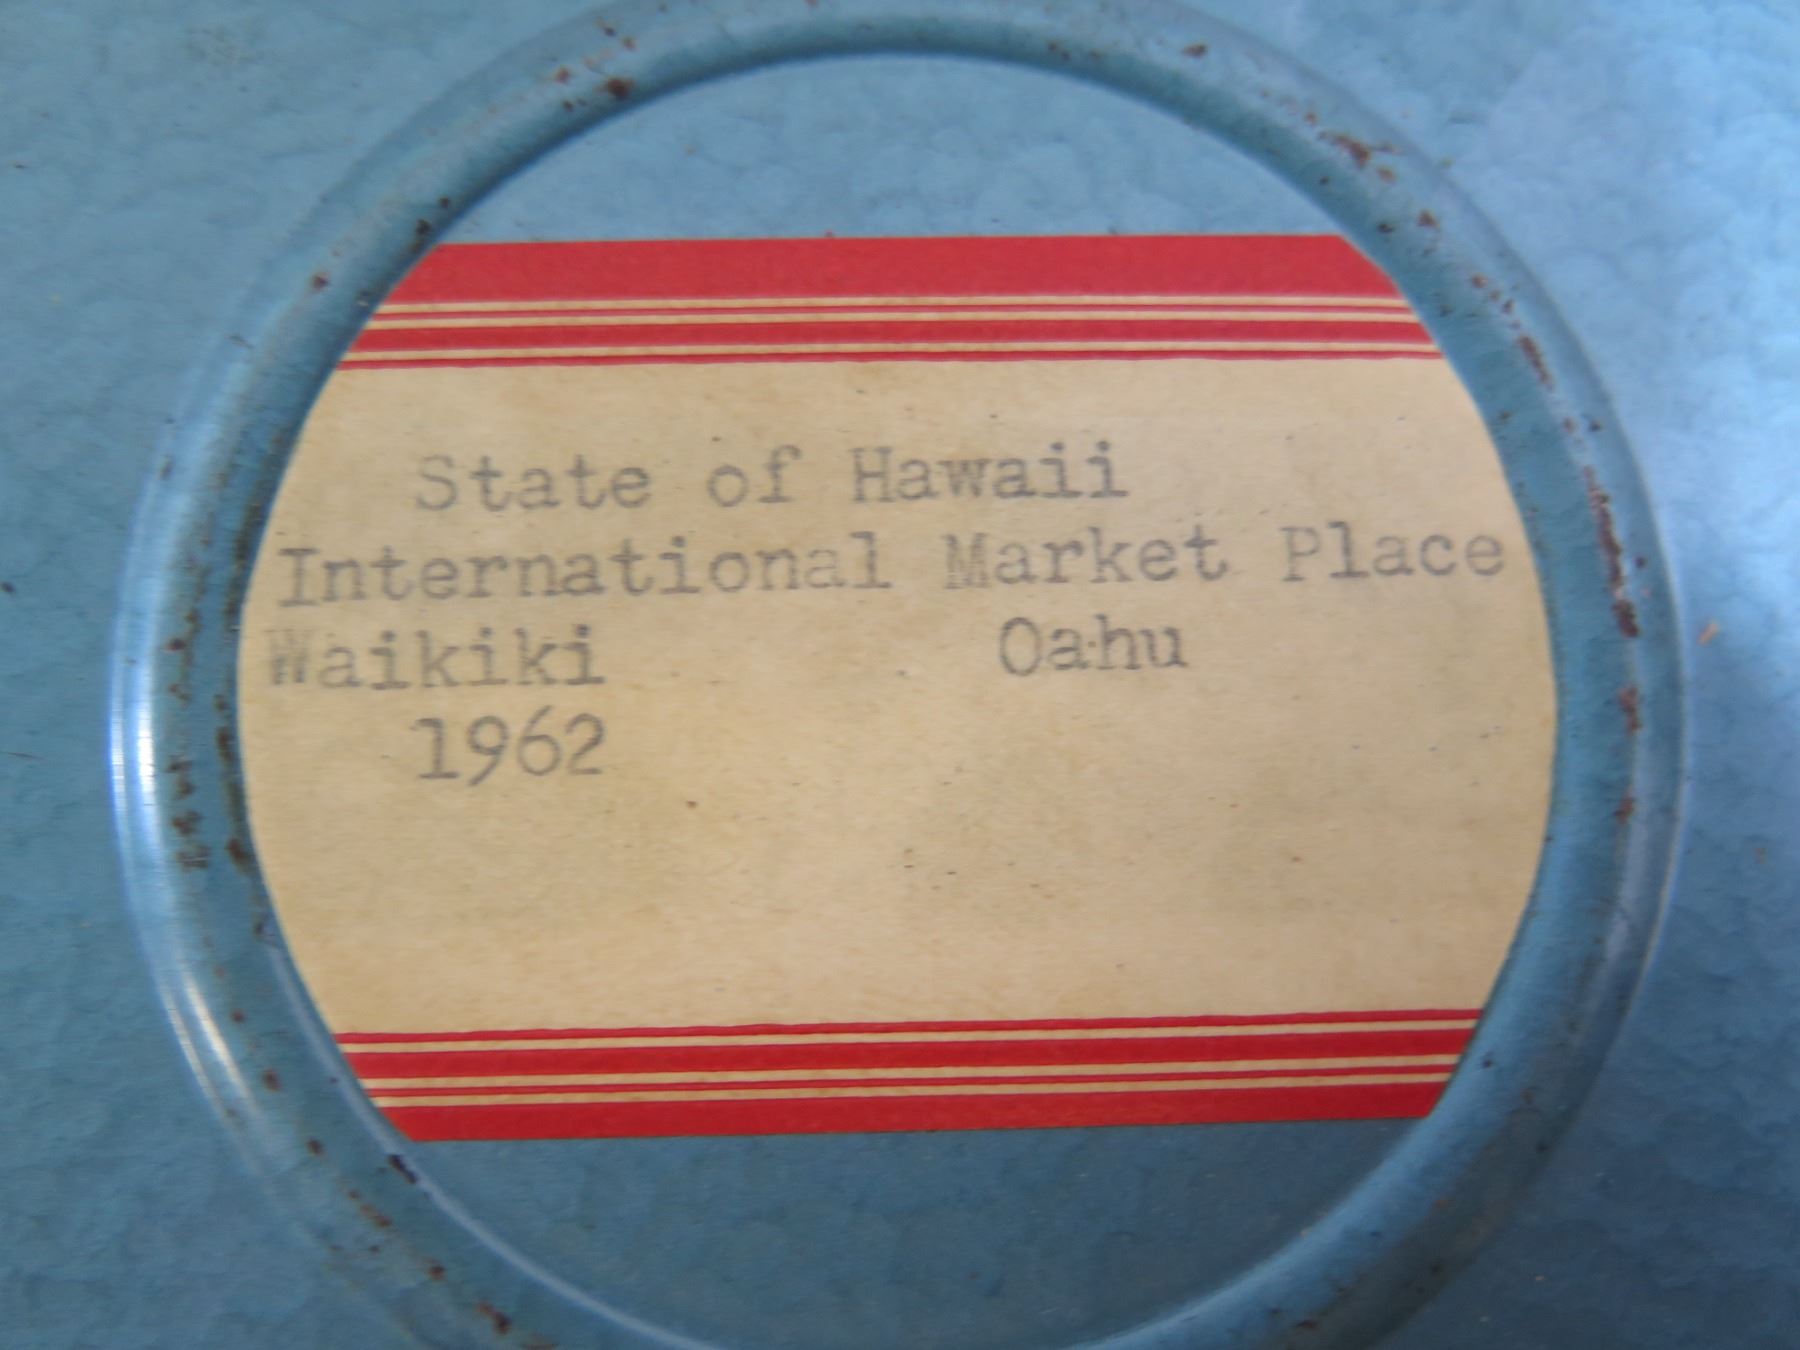 State of Hawaii
International Market Place
Waikiki Oahu
1962